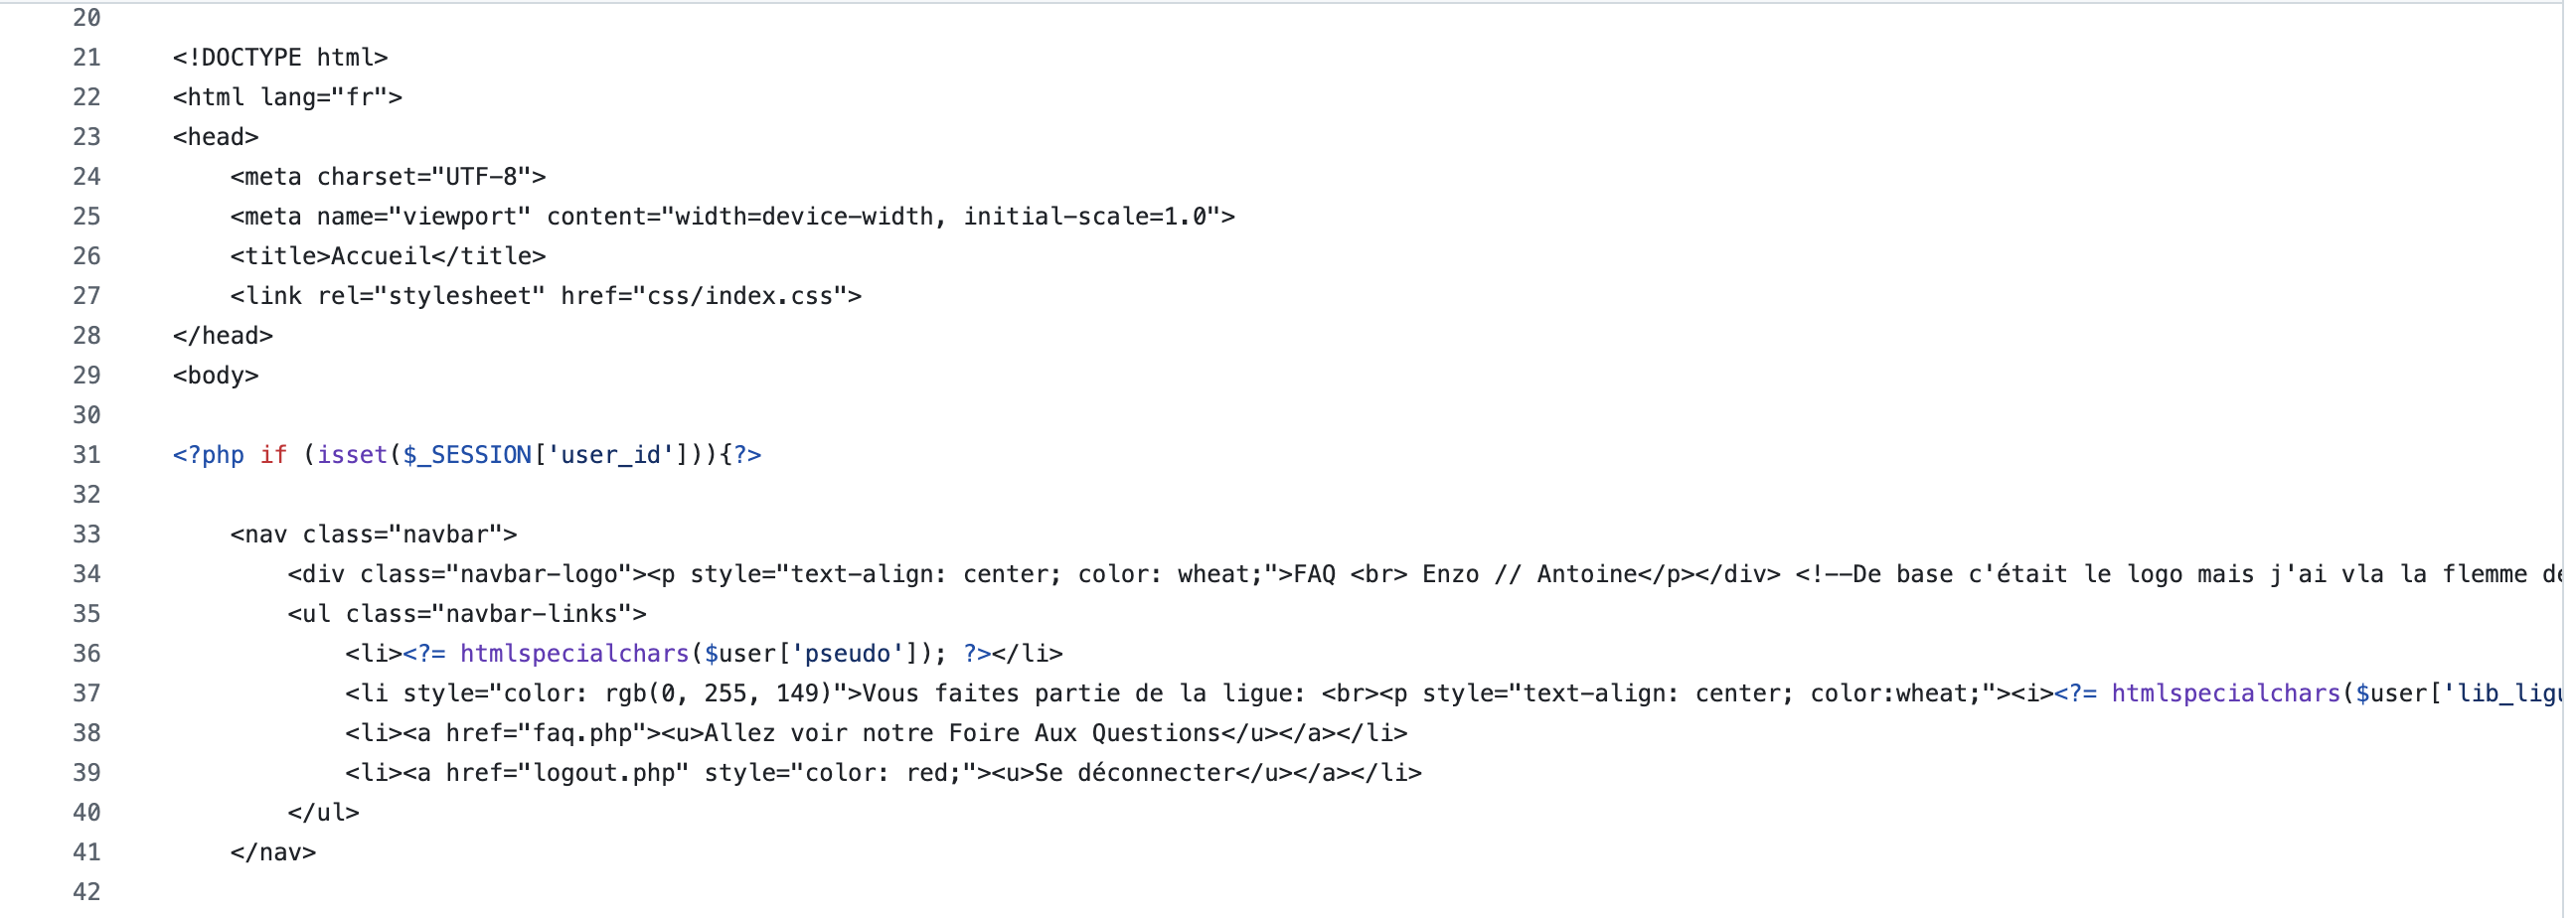 20
21 <!DOCTYPE html>
22 <html lang="fr">
23 <head>
24     <meta charset="UTF-8">
25     <meta name="viewport" content="width=device-width, initial-scale=1.0">
26     <title>Accueil</title>
27     <link rel="stylesheet" href="css/index.css">
28 </head>
29 <body>
30
31 <?php if (isset($_SESSION['user_id'])){?>
32
33     <nav class="navbar">
34         <div class="navbar-logo"><p style="text-align: center; color: wheat;">FAQ <br> Enzo // Antoine</p></div> <!--De base c'était le logo mais j'ai vla la flemme
35         <ul class="navbar-links">
36             <li><?= htmlspecialchars($user['pseudo']); ?></li>
37             <li style="color: rgb(0, 255, 149)">Vous faites partie de la ligue: <br><p style="text-align: center; color:wheat;"><i><?= htmlspecialchars($user['lib_lig
38             <li><a href="faq.php"><u>Allez voir notre Foire Aux Questions</u></a></li>
39             <li><a href="logout.php" style="color: red;"><u>Se déconnecter</u></a></li>
40         </ul>
41     </nav>
42